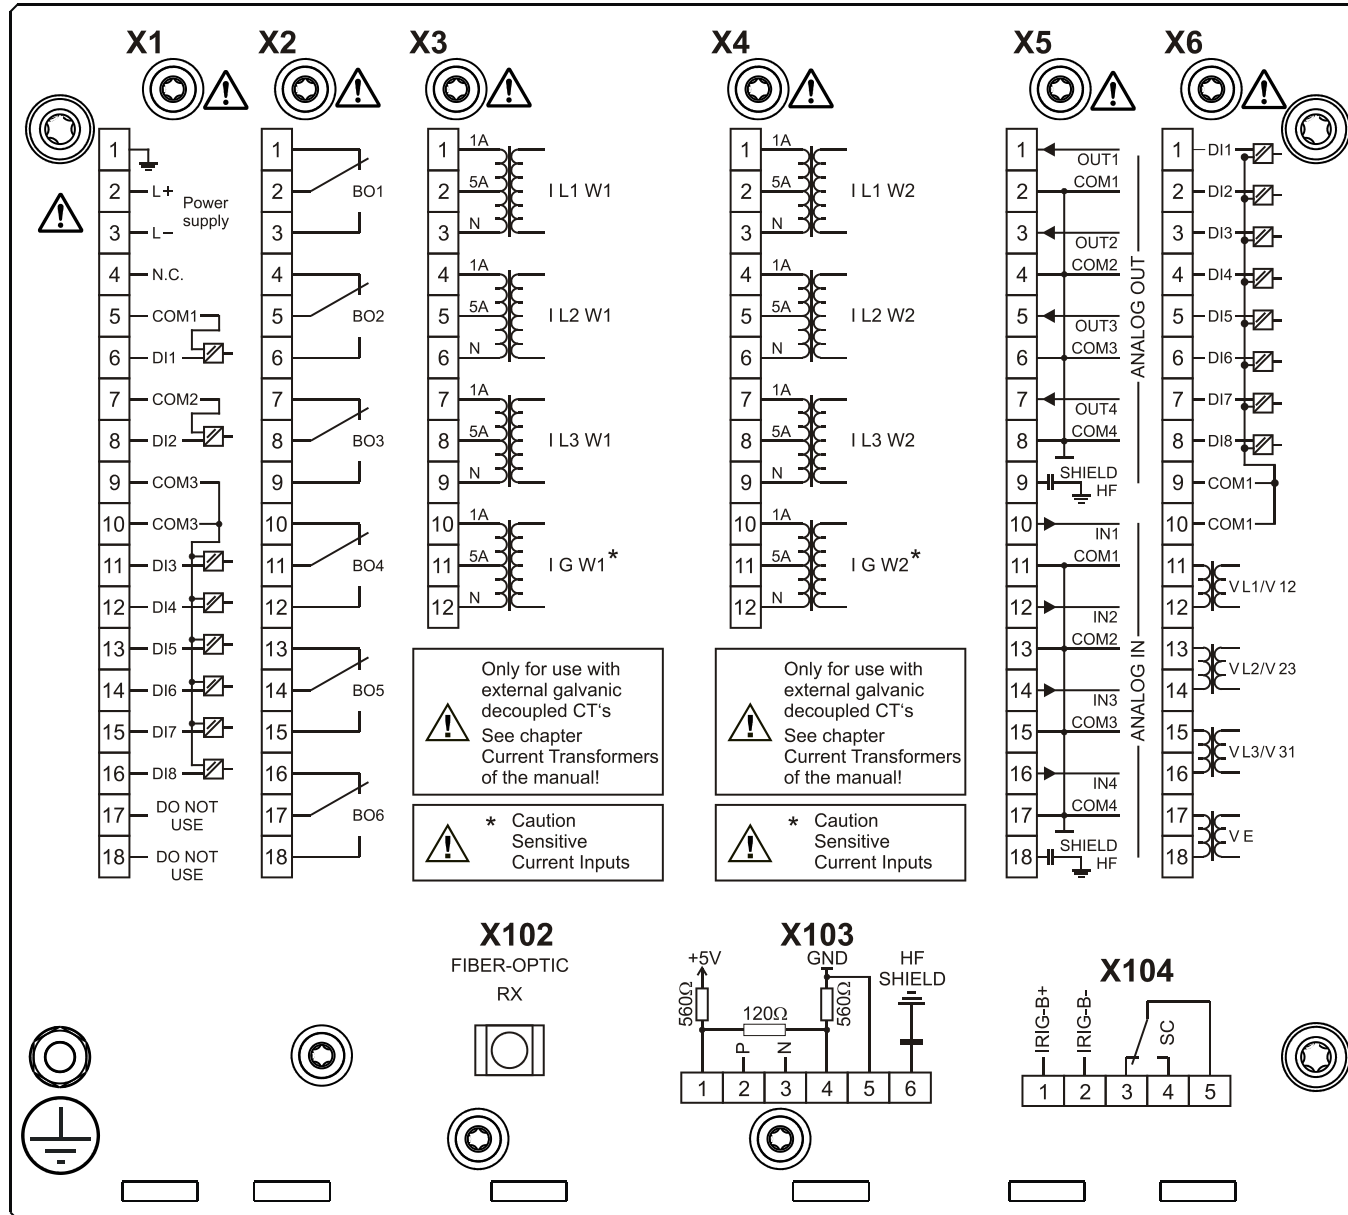 X1
X2
X3
X4
X5
X6
1
2 L+
3 L–
Power
supply
4 N.C.
5 COM1
6 DI1
7 COM2
8 DI2
9 COM3
10 COM3
11 DI3
12 DI4
13 DI5
14 DI6
15 DI7
16 DI8
17 DO NOT
USE
18 DO NOT
USE
1
2 BO1
3
4
5 BO2
6
7
8 BO3
9
10
11 BO4
12
13
14 BO5
15
16
17 BO6
18
1 1A
2 5A I L1 W1
3 N
4 1A
5 5A I L2 W1
6 N
7 1A
8 5A I L3 W1
9 N
10 1A
11 5A I G W1*
12 N
Only for use with
external galvanic
decoupled CT‘s
See chapter
Current Transformers
of the manual!
* Caution
Sensitive
Current Inputs
1 1A
2 5A I L1 W2
3 N
4 1A
5 5A I L2 W2
6 N
7 1A
8 5A I L3 W2
9 N
10 1A
11 5A I G W2*
12 N
Only for use with
external galvanic
decoupled CT‘s
See chapter
Current Transformers
of the manual!
* Caution
Sensitive
Current Inputs
1 OUT1
2 COM1
3 OUT2
4 COM2
5 OUT3
6 COM3
7 OUT4
8 COM4
9 SHIELD
HF
ANALOG OUT
10 IN1
11 COM1
12 IN2
13 COM2
14 IN3
15 COM3
16 IN4
17 COM4
18 SHIELD
HF
ANALOG IN
1 DI1
2 DI2
3 DI3
4 DI4
5 DI5
6 DI6
7 DI7
8 DI8
9 COM1
10 COM1
11
12
V L1/V 12
13
14
V L2/V 23
15
16
V L3/V 31
17
18
V E
X102
FIBER-OPTIC
RX
X103
+5V
GND
HF
SHIELD
560Ω
120Ω
560Ω
P
N
1 2 3 4 5 6
X104
IRIG-B+
IRIG-B-
SC
1 2 3 4 5